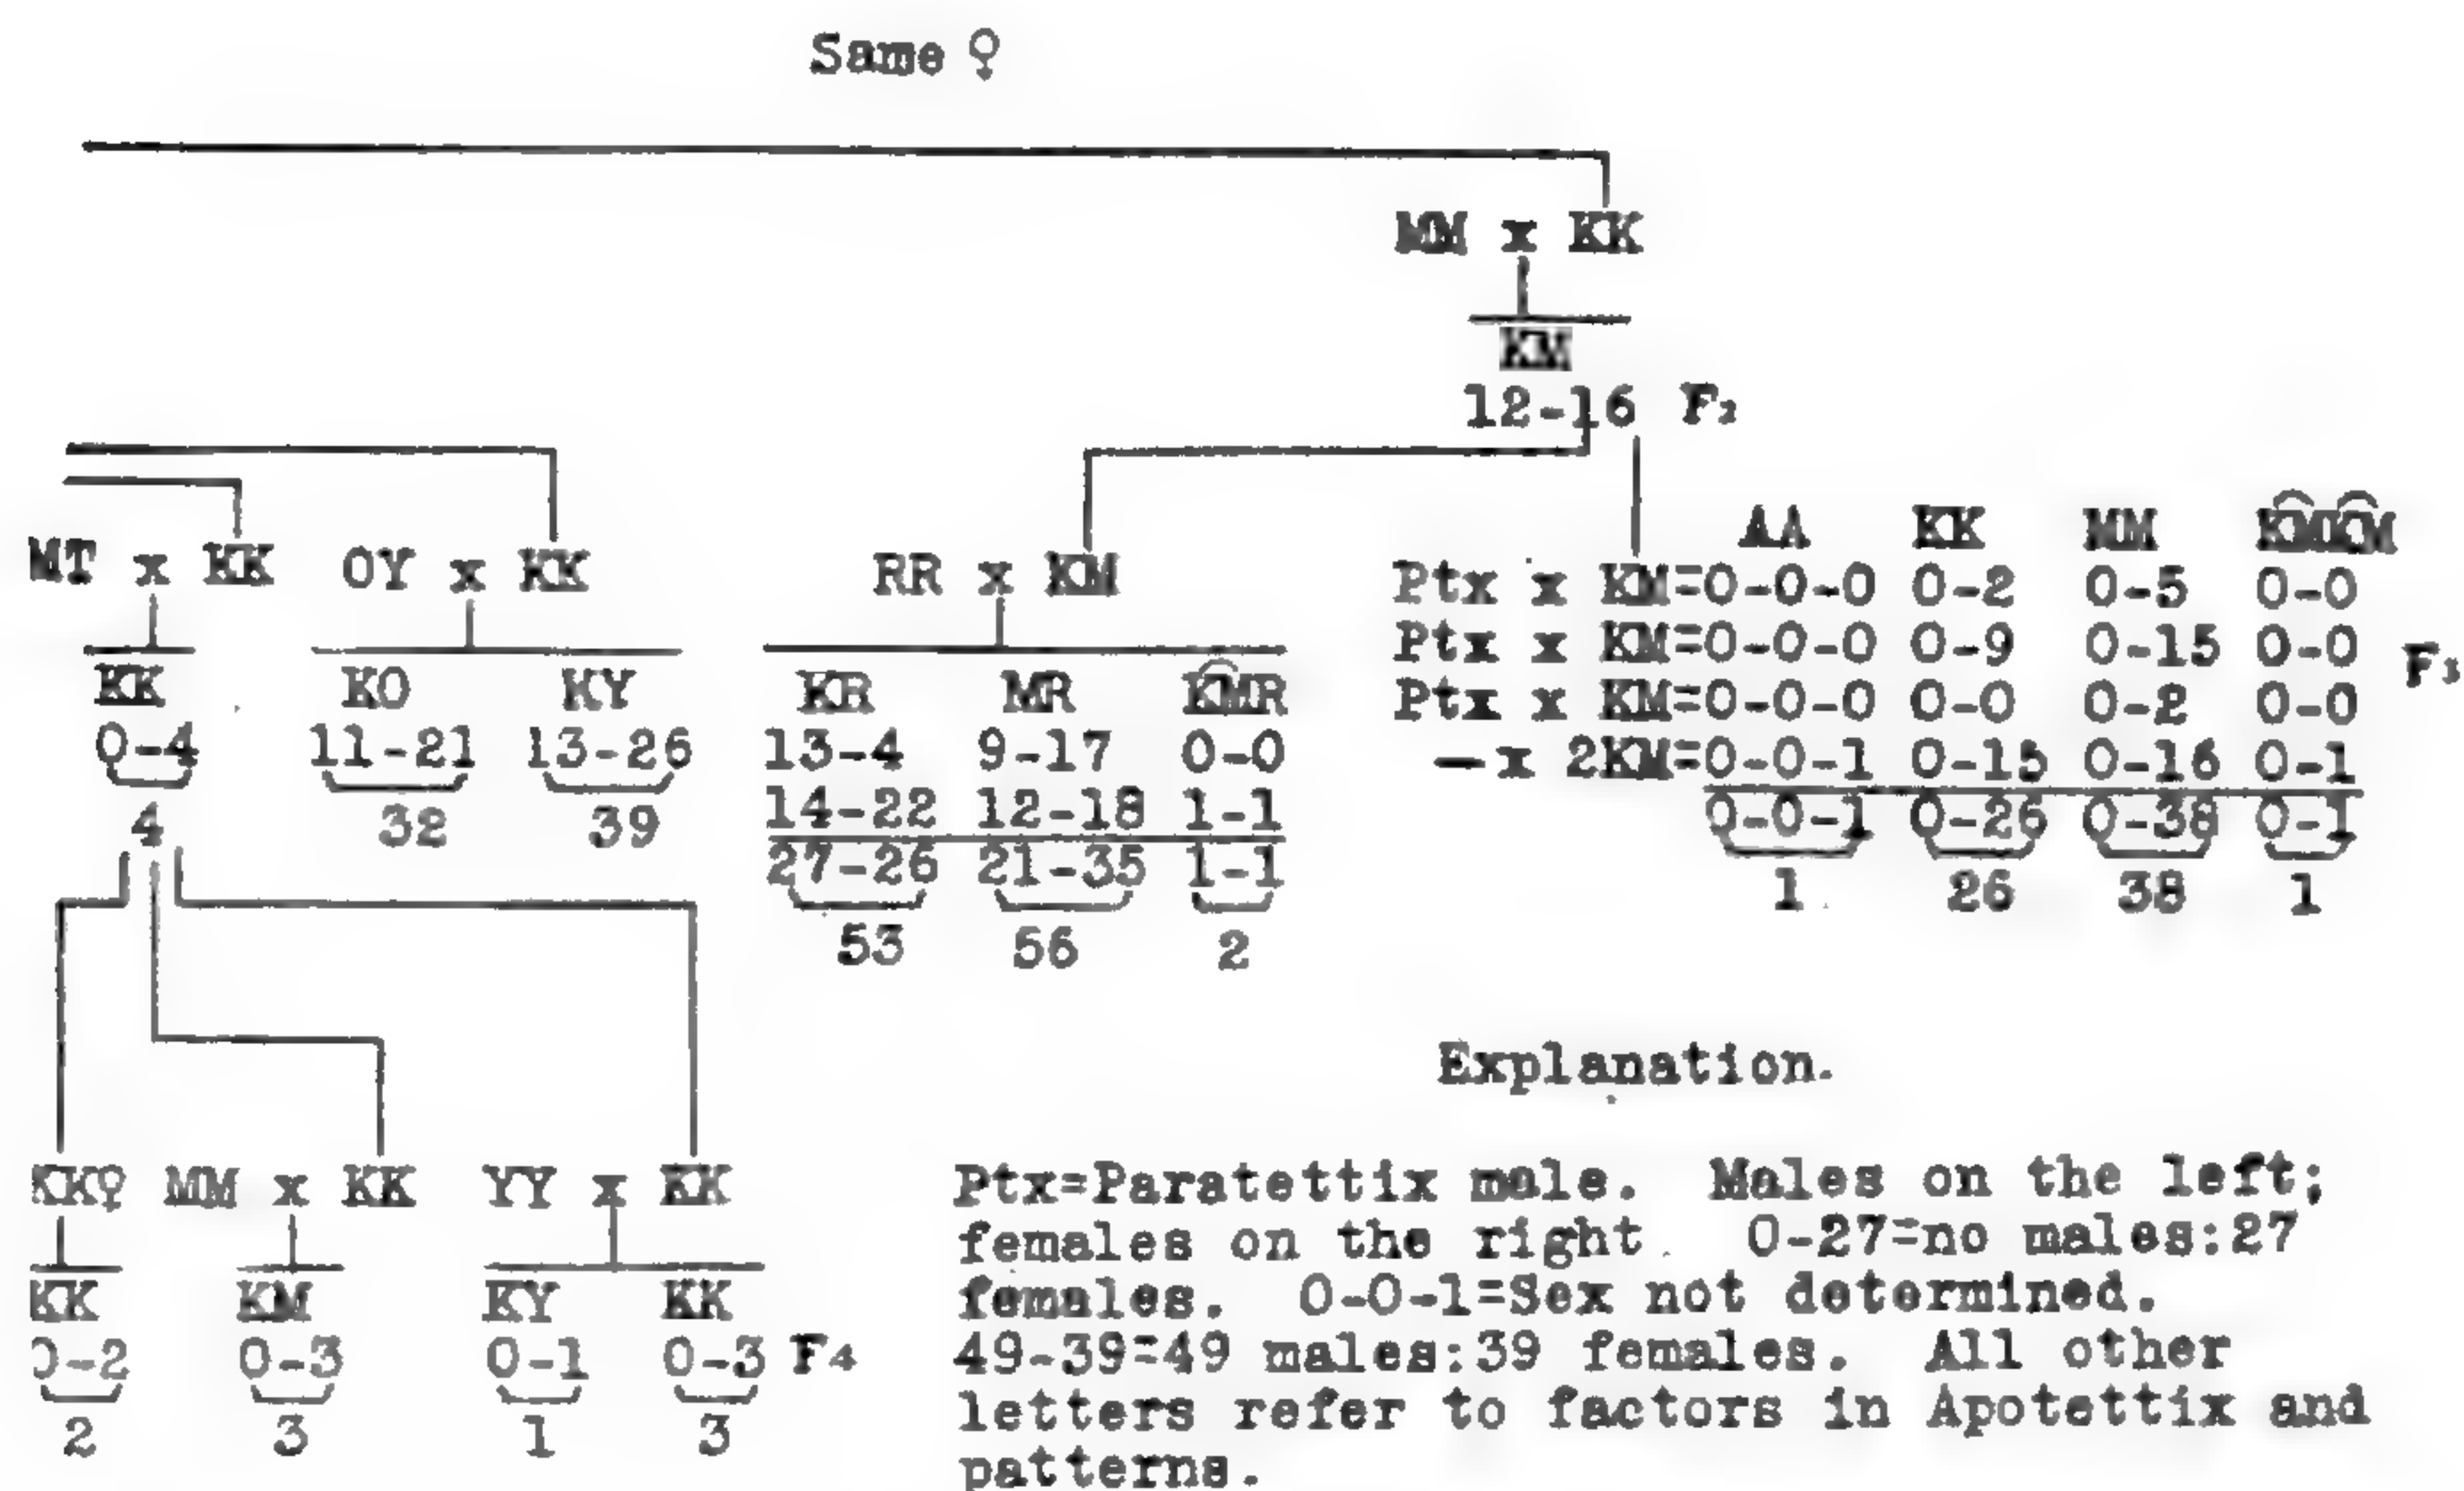 Same ♀
MM x KK
KM
12-16 F₂
MT x KK OY x KK RR x KM
AA KK MM KMKM
Ptx x KM=0-0-0 0-2 0-5 0-0
Ptx x KM=0-0-0 0-9 0-15 0-0
Ptx x KM=0-0-0 0-0 0-2 0-0
—x 2KM=0-0-1 0-15 0-16 0-1
0-0-1 0-26 0-38 0-1
1 26 38 1
F₃
KK KO KY KR MR KMR
0-4 11-21 13-26 13-4 9-17 0-0
4 32 39 14-22 12-18 1-1
27-26 21-35 1-1
53 56 2
KK♀ MM x KK YY x KK
KK KM KY KK
0-2 0-3 0-1 0-3 F₄
2 3 1 3
Explanation.
Ptx=Paratettix male. Males on the left;
females on the right. 0-27=no males:27
females. 0-0-1=Sex not determined.
49-39=49 males:39 females. All other
letters refer to factors in Apotettix and
patterns.